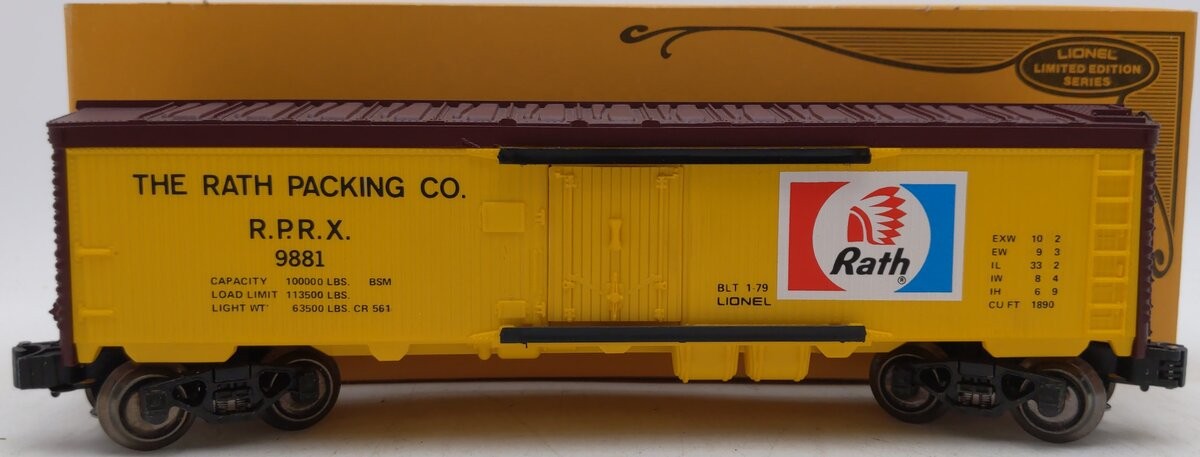 LIONEL
LIMITED EDITION
SERIES
THE RATH PACKING CO.
R.P.R.X.
9881
CAPACITY 100000 LBS. BSM
LOAD LIMIT 113500 LBS.
LIGHT WT 63500 LBS. CR 561
BLT 1-79
LIONEL
Rath®
EXW 10 2
EW 9 3
IL 33 2
IW 8 4
IH 6 9
CU FT 1890